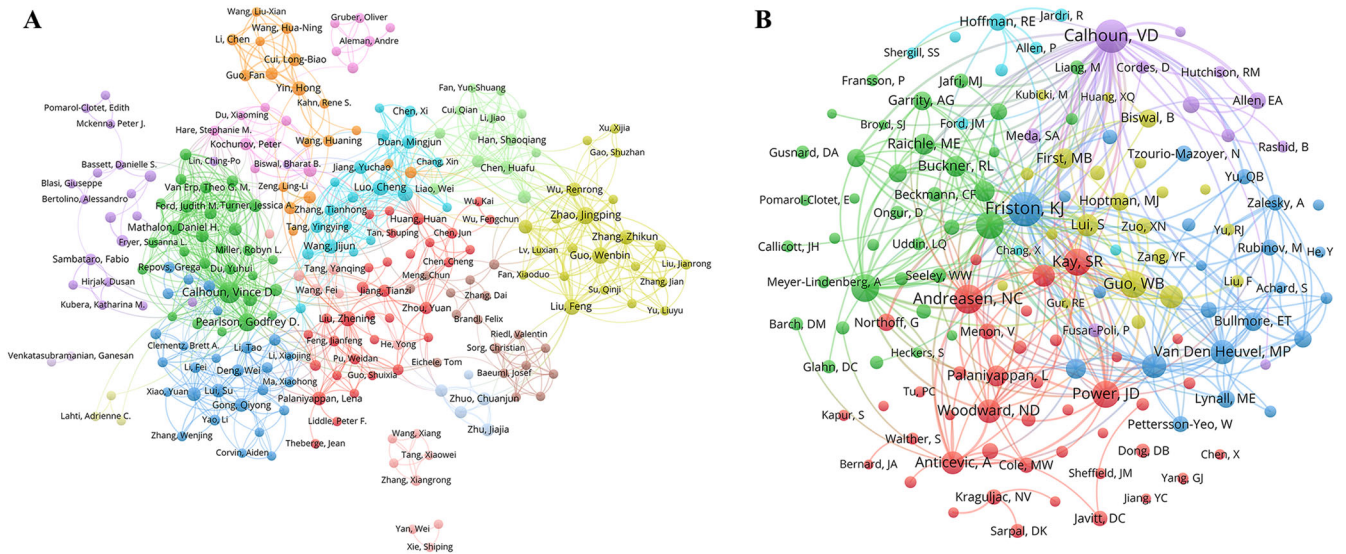 A
Wang, Liu-Xian
Gruber, Oliver
Wang, Hua-Ning
Li, Chen
Aleman, Andre
Cui, Long-Biao
Guo, Fan
Yin, Hong
Fan, Yun-Shuang
Kahn, Rene S.
Chen, Xi
Cui, Qian
Pomarol-Clotet, Edith
Du, Xiaoming
Li, Jiao
Mckenna, Peter J.
Hare, Stephanie M.
Duan, Mingjun
Han, Shaoqiang
Xu, Xijia
Kochunov, Peter
Wang, Huaning
Gao, Shuzhan
Lin, Ching-Po
Biswal, Bharat B.
Jiang, Yuchao
Chang, Xin
Chen, Huafu
Bassett, Danielle S.
Zeng, Ling-Li
Luo, Cheng
Liao, Wei
Blasi, Giuseppe
Van Erp, Theo G. M.
Bertolino, Alessandro
Ford, Judith M.
Turner, Jessica A.
Zhang, Tianhong
Wu, Kai
Wu, Renrong
Huang, Huan
Zhao, Jingping
Mathalon, Daniel H.
Tang, Yingying
Tan, Shuping
Wu, Fengchun
Fryer, Susanna L.
Miller, Robyn L.
Wang, Jijun
Chen, Jun
Lv, Luxian
Zhang, Zhikun
Sambataro, Fabio
Repovs, Grega
Du, Yuhui
Tang, Yanqing
Chen, Cheng
Guo, Wenbin
Liu, Jianrong
Hirjak, Dusan
Meng, Chun
Fan, Xiaoduo
Zhang, Jian
Calhoun, Vince D.
Wang, Fei
Jiang, Tianzi
Zhang, Dai
Su, Qinji
Kubera, Katharina M.
Zhou, Yuan
Liu, Feng
Yu, Liuyu
Pearlson, Godfrey D.
Liu, Zhening
Brandl, Felix
Clementz, Brett A.
Li, Tao
Feng, Jianfeng
He, Yong
Riedl, Valentin
Venkatasubramanian, Ganesan
Li, Xiaojing
Pu, Weidan
Eichele, Tom
Sorg, Christian
Li, Fei
Deng, Wei
Guo, Shuixia
Baeuml, Josef
Xiao, Yuan
Lui, Su
Ma, Xiaohong
Palaniyappan, Lena
Zhuo, Chuanjun
Lahti, Adrienne C.
Gong, Qiyong
Yao, Li
Liddle, Peter F.
Zhu, Jiajia
Zhang, Wenjing
Wang, Xiang
Corvin, Aiden
Theberge, Jean
Tang, Xiaowei
Zhang, Xiangrong
Yan, Wei
Xie, Shiping
B
Hoffman, RE
Jardri, R
Calhoun, VD
Shergill, SS
Allen, P
Liang, M
Cordes, D
Hutchison, RM
Fransson, P
Jafri, MJ
Kubicki, M
Huang, XQ
Allen, EA
Garrity, AG
Broyd, SJ
Ford, JM
Biswal, B
Meda, SA
Rashid, B
Raichle, ME
Gusnard, DA
Buckner, RL
First, MB
Tzourio-Mazoyer, N
Yu, QB
Beckmann, CF
Pomarol-Clotet, E
Friston, KJ
Hoptman, MJ
Zalesky, A
Ongur, D
Lui, S
Zuo, XN
Yu, RJ
Callicott, JH
Uddin, LQ
Chang, X
Rubinov, M
He, Y
Kay, SR
Zang, YF
Meyer-Lindenberg, A
Seeley, WW
Guo, WB
Liu, F
Achard, S
Andreasen, NC
Gur, RE
Barch, DM
Northoff, G
Menon, V
Fusar-Poli, P
Bullmore, ET
Glahn, DC
Heckers, S
Van Den Heuvel, MP
Palaniyappan, L
Tu, PC
Power, JD
Lynall, ME
Kapur, S
Woodward, ND
Pettersson-Yeo, W
Walther, S
Bernard, JA
Anticevic, A
Cole, MW
Dong, DB
Chen, X
Sheffield, JM
Yang, GJ
Kraguljac, NV
Jiang, YC
Sarpal, DK
Javitt, DC